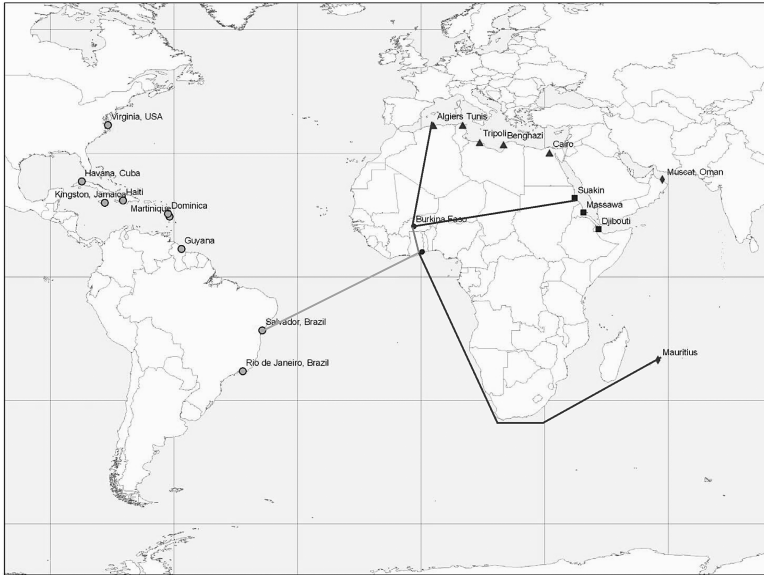 Virginia, USA
Algiers Tunis
Tripoli
Benghazi
Cairo
Havana, Cuba
Muscat, Oman
Kingston, Jamaica
Haiti
Suakin
Martinique
Dominica
Massawa
Burkina Faso
Djibouti
Guyana
Salvador, Brazil
Mauritius
Rio de Janeiro, Brazil